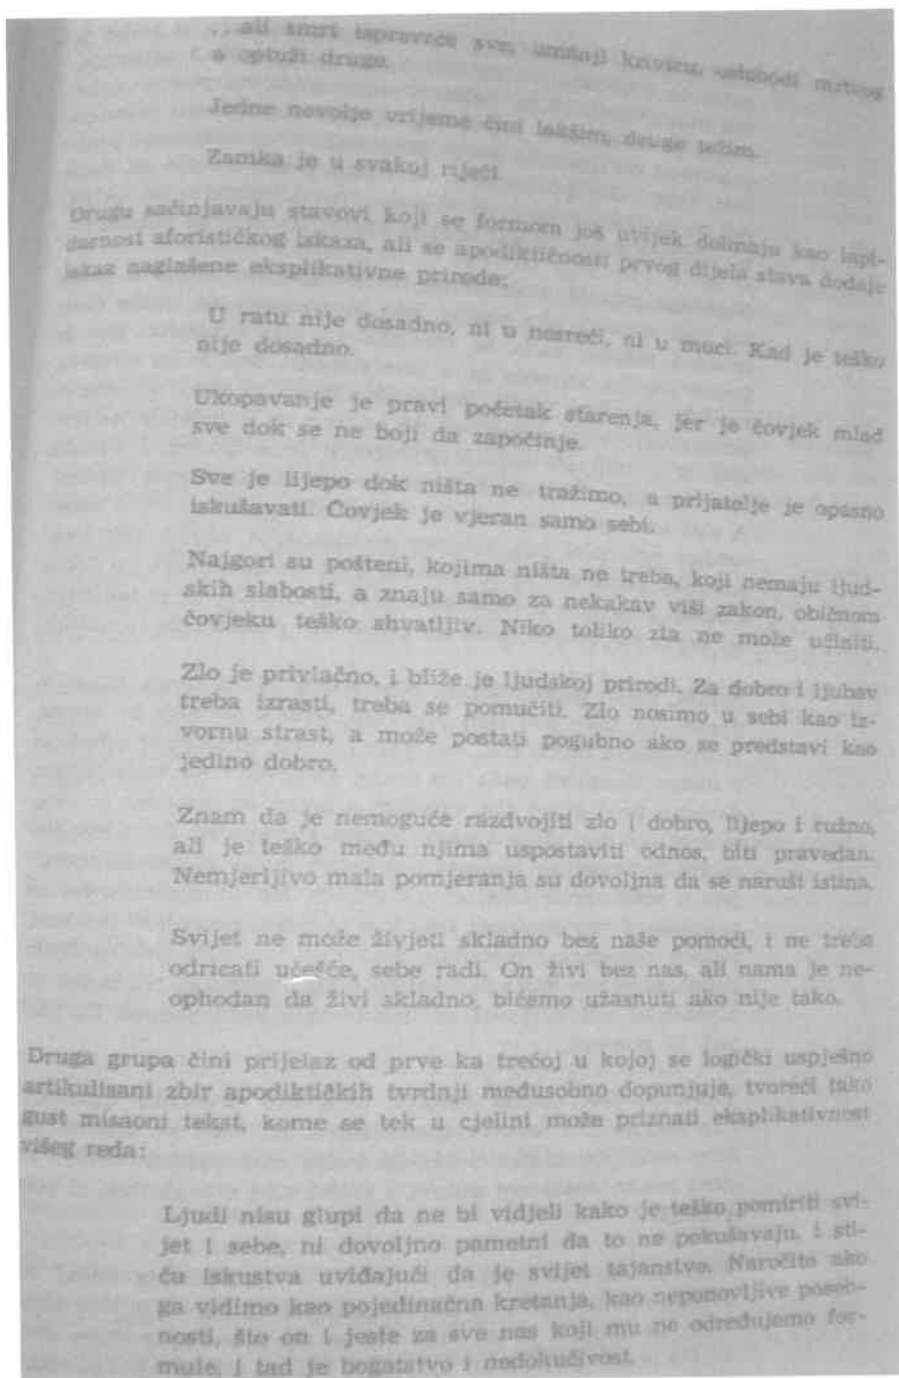 ali smrt ispravlja sve, umanji krivicu, oslobodi mrtvog
a optuži druge.
Jedne nevolje vrijeme čini lakšim, druge težim.
Zamka je u svakoj riječi.
Drugu sačinjavaju stavovi koji se formom još uvijek doimaju kao lapi-
darnost aforističkog iskaza, ali se apodiktičnosti prvog dijela stava dodaje
iskaz naglašene eksplikativne prirode:
U ratu nije dosadno, ni u nesreći, ni u muci. Kad je teško
nije dosadno.
Ukopavanje je pravi početak starenja, jer je čovjek mlad
sve dok se ne boji da započinje.
Sve je lijepo dok ništa ne tražimo, a prijatelje je opasno
iskušavati. Čovjek je vjeran samo sebi.
Najgori su pošteni, kojima ništa ne treba, koji nemaju ljud-
skih slabosti, a znaju samo za nekakav viši zakon, običnom
čovjeku teško shvatljiv. Niko toliko zla ne može učiniti.
Zlo je privlačno, i bliže je ljudskoj prirodi. Za dobro i ljubav
treba izrasti, treba se pomučiti. Zlo nosimo u sebi kao iz-
vornu strast, a može postati pogubno ako se predstavi kao
jedino dobro.
Znam da je nemoguće razdvojiti zlo i dobro, lijepo i ružno,
ali je teško među njima uspostaviti odnos, biti pravedan.
Nemjerljivo mala pomjeranja su dovoljna da se naruši istina.
Svijet ne može živjeti skladno bez naše pomoći, i ne treba
odricati učešće, sebe radi. On živi bez nas, ali nama je ne-
ophodan da živi skladno, bićemo užasnuti ako nije tako.
Druga grupa čini prijelaz od prve ka trećoj u kojoj se logički uspješno
artikulisani zbir apodiktičkih tvrdnji međusobno dopunjuje, tvoreći tako
gust misaoni tekst, kome se tek u cjelini može priznati eksplikativnost
višeg reda:
Ljudi nisu glupi da ne bi vidjeli kako je teško pomiriti svi-
jet i sebe, ni dovoljno pametni da to ne pokušavaju, i sti-
ču iskustva uviđajući da je svijet tajanstvo. Naročito ako
ga vidimo kao pojedinačna kretanja, kao neponovljive poseb-
nosti, što on i jeste za sve nas koji mu ne određujemo for-
mule, i tad je bogatstvo i nedokučivost.